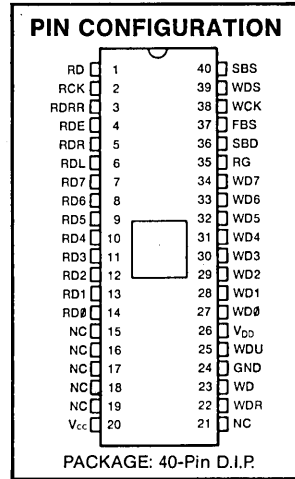 PIN CONFIGURATION
RD 1 40 SBS
RCK 2 39 WDS
RDRR 3 38 WCK
RDE 4 37 FBS
RDR 5 36 SBD
RDL 6 35 RG
RD7 7 34 WD7
RD6 8 33 WD6
RD5 9 32 WD5
RD4 10 31 WD4
RD3 11 30 WD3
RD2 12 29 WD2
RD1 13 28 WD1
RDØ 14 27 WDØ
NC 15 26 VDD
NC 16 25 WDU
NC 17 24 GND
NC 18 23 WD
NC 19 22 WDR
Vcc 20 21 NC
PACKAGE: 40-Pin D.I.P.